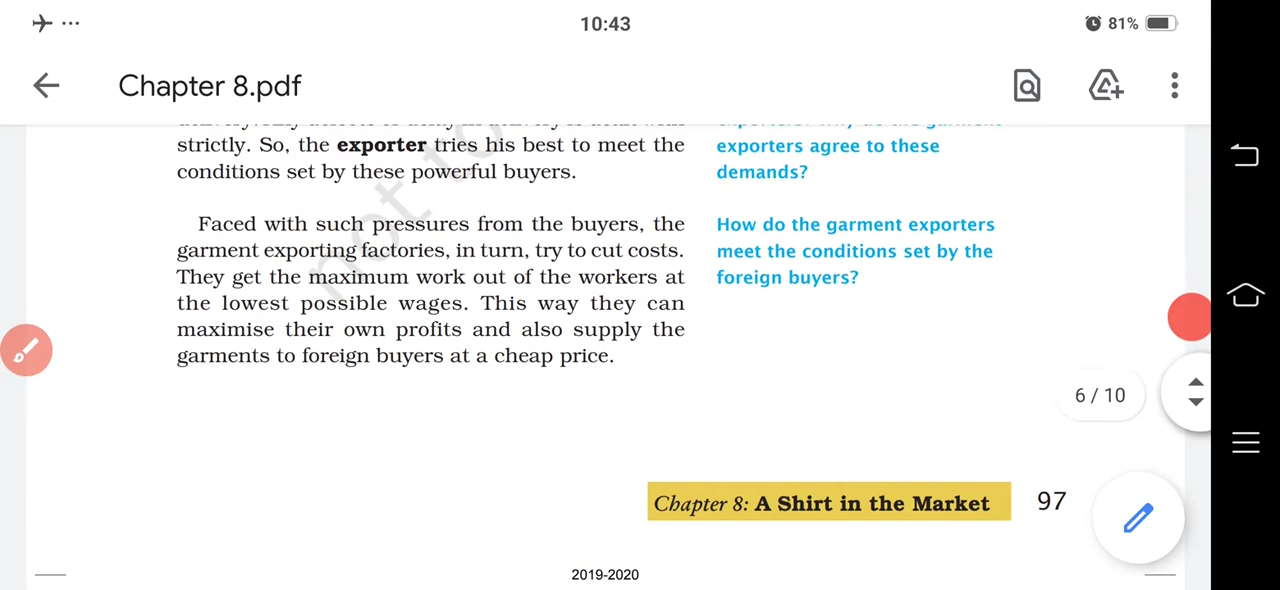 10:43
81%
Chapter 8.pdf
strictly. So, the exporter tries his best to meet the
conditions set by these powerful buyers.
Faced with such pressures from the buyers, the
garment exporting factories, in turn, try to cut costs.
They get the maximum work out of the workers at
the lowest possible wages. This way they can
maximise their own profits and also supply the
garments to foreign buyers at a cheap price.
exporters agree to these
demands?
How do the garment exporters
meet the conditions set by the
foreign buyers?
not to
6 / 10
Chapter 8: A Shirt in the Market
97
2019-2020